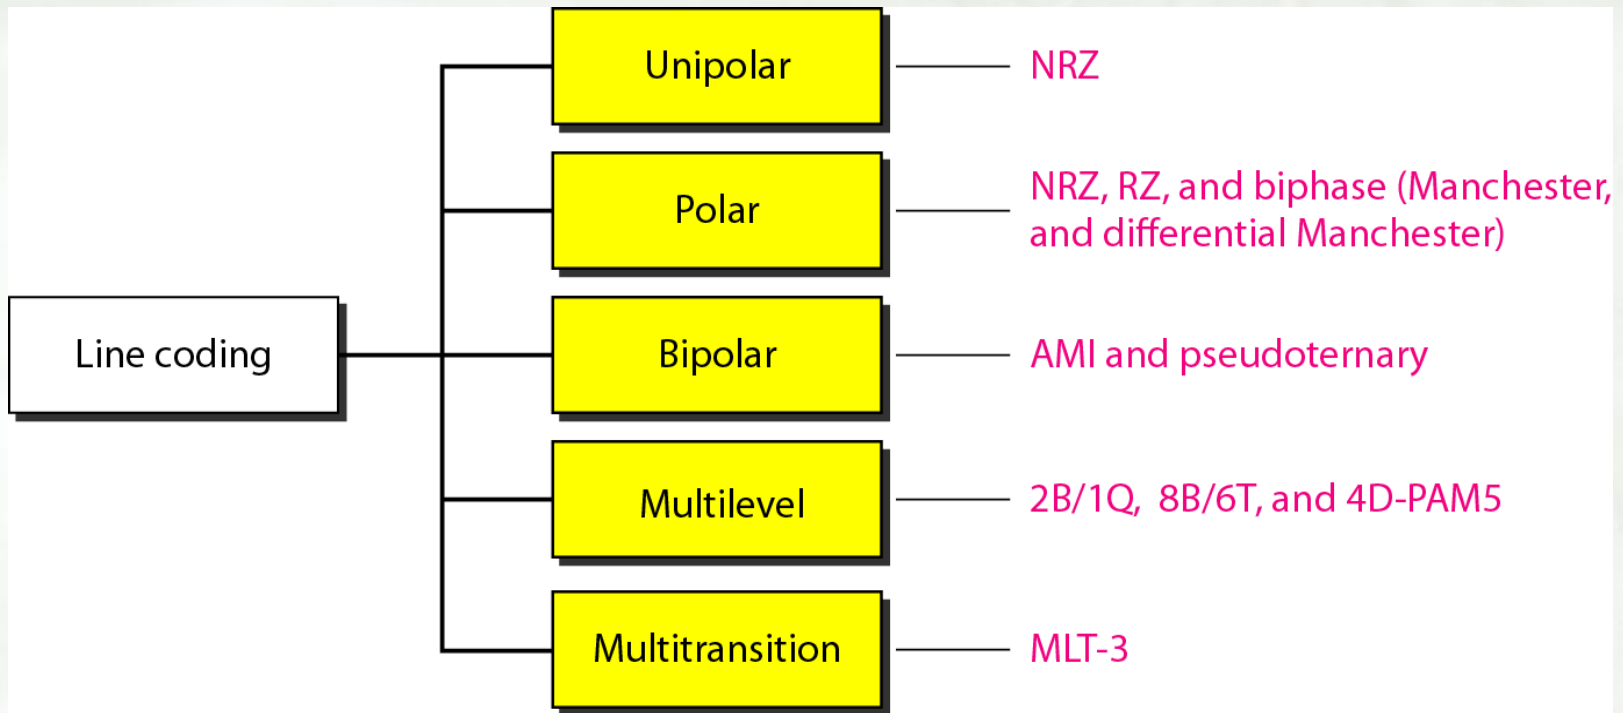 Line coding
Unipolar
NRZ
Polar
NRZ, RZ, and biphase (Manchester,
and differential Manchester)
Bipolar
AMI and pseudoternary
Multilevel
2B/1Q, 8B/6T, and 4D-PAM5
Multitransition
MLT-3